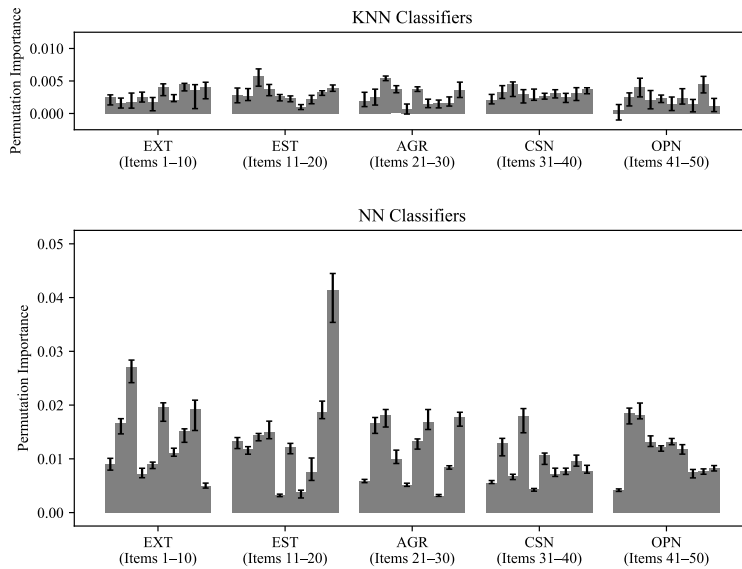 KNN Classifiers
Permutation Importance
0.010
0.005
0.000
EXT
(Items 1–10)
EST
(Items 11–20)
AGR
(Items 21–30)
CSN
(Items 31–40)
OPN
(Items 41–50)
NN Classifiers
Permutation Importance
0.05
0.04
0.03
0.02
0.01
0.00
EXT
(Items 1–10)
EST
(Items 11–20)
AGR
(Items 21–30)
CSN
(Items 31–40)
OPN
(Items 41–50)